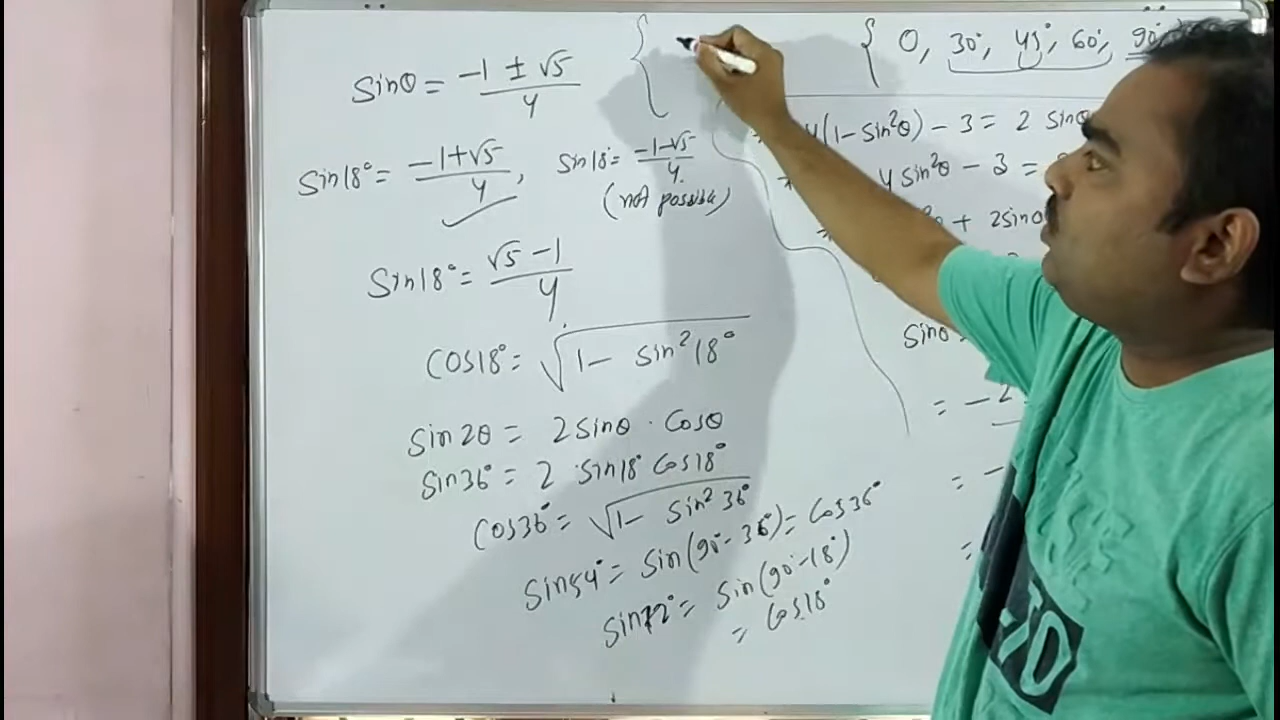 Sinθ = (-1 ± √5)/4
Sin18° = (-1+√5)/4, Sin18° = (-1-√5)/4
(not possible)
Sin18° = (√5 - 1)/4
Cos18° = √(1 - Sin²18°)
Sin2θ = 2Sinθ · Cosθ
Sin36° = 2 · Sin18° Cos18°
Cos36° = √(1 - Sin²36°)
Sin54° = Sin(90°-36°) = Cos36°
Sin72° = Sin(90°-18°)
= Cos18°
{ 0, 30°, 45°, 60°, 90°
4(1-Sin²θ) - 3 = 2 Sinθ
4Sin²θ - 3 =
+ 2Sinθ
Sinθ
= -2
= -
=